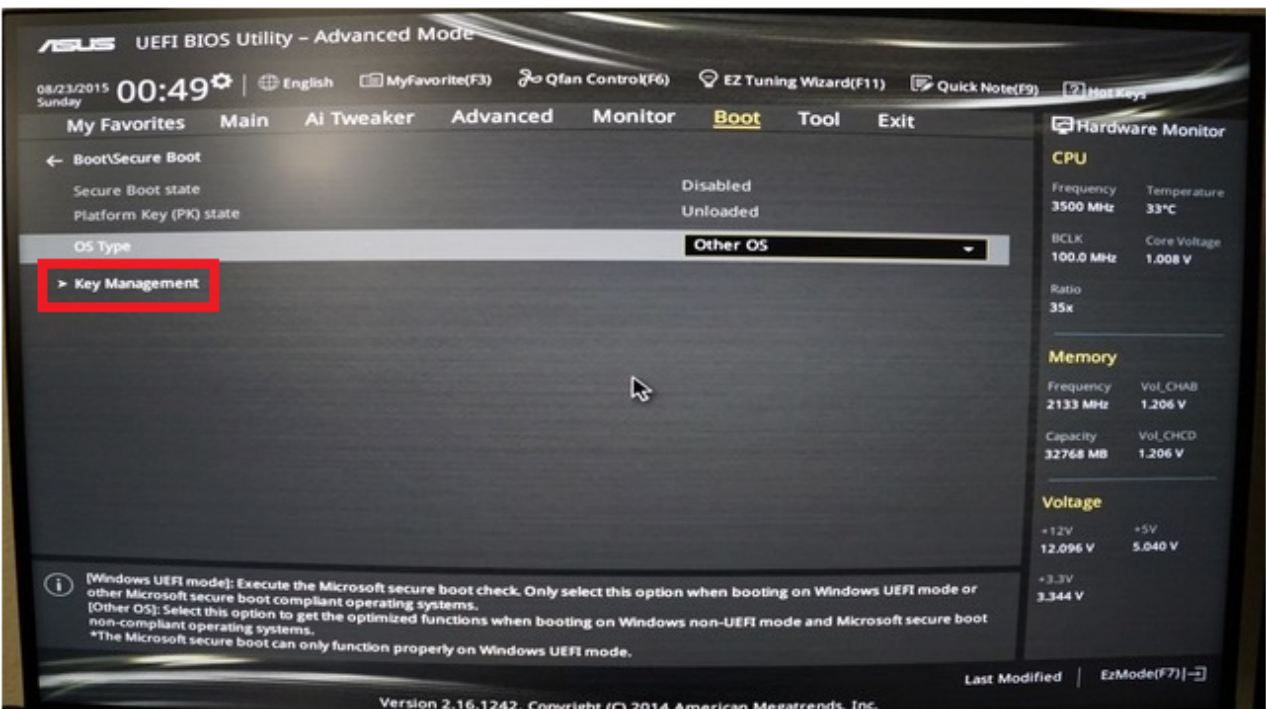 ASUS UEFI BIOS Utility – Advanced Mode
08/23/2015
Sunday
00:49
English MyFavorite(F3) Qfan Control(F6) EZ Tuning Wizard(F11) Quick Note(F9) Hot Keys
My Favorites Main Ai Tweaker Advanced Monitor Boot Tool Exit
Hardware Monitor
← Boot\Secure Boot
Secure Boot state Disabled
Platform Key (PK) state Unloaded
OS Type Other OS
> Key Management
CPU
Frequency Temperature
3500 MHz 33°C
BCLK Core Voltage
100.0 MHz 1.008 V
Ratio
35x
Memory
Frequency Vol_CHAB
2133 MHz 1.206 V
Capacity Vol_CHCD
32768 MB 1.206 V
Voltage
+12V +5V
12.096 V 5.040 V
+3.3V
3.344 V
[Windows UEFI mode]: Execute the Microsoft secure boot check. Only select this option when booting on Windows UEFI mode or
other Microsoft secure boot compliant operating systems.
[Other OS]: Select this option to get the optimized functions when booting on Windows non-UEFI mode and Microsoft secure boot
non-compliant operating systems.
*The Microsoft secure boot can only function properly on Windows UEFI mode.
Last Modified | EzMode(F7)
Version 2.16.1242. Copyright (C) 2014 American Megatrends, Inc.